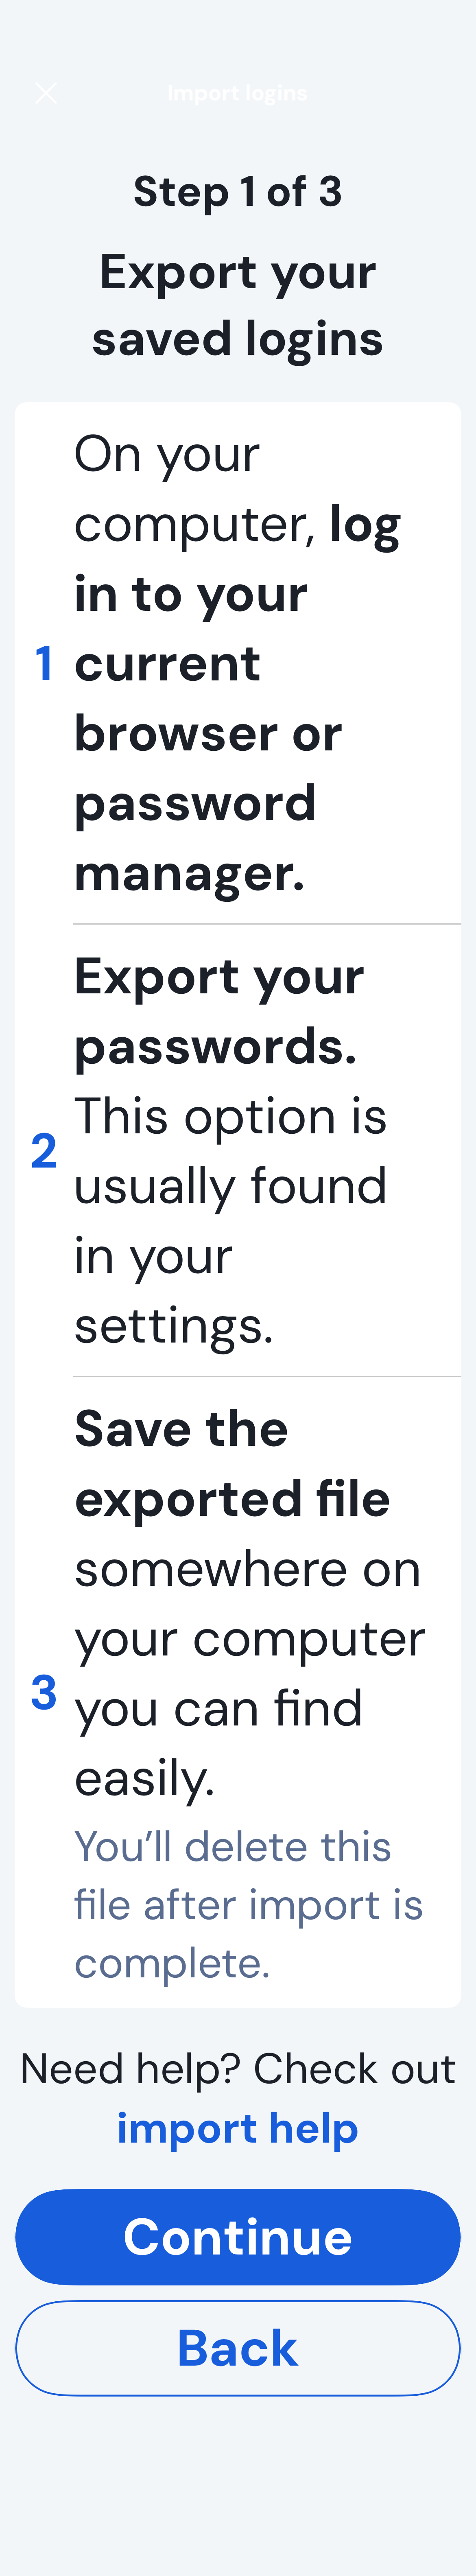 Import logins
Step 1 of 3
Export your
saved logins
On your
computer, log
in to your
1 current
browser or
password
manager.
Export your
passwords.
This option is
2 usually found
in your
settings.
Save the
exported file
somewhere on
your computer
3 you can find
easily.
You’ll delete this
file after import is
complete.
Need help? Check out
import help
Continue
Back